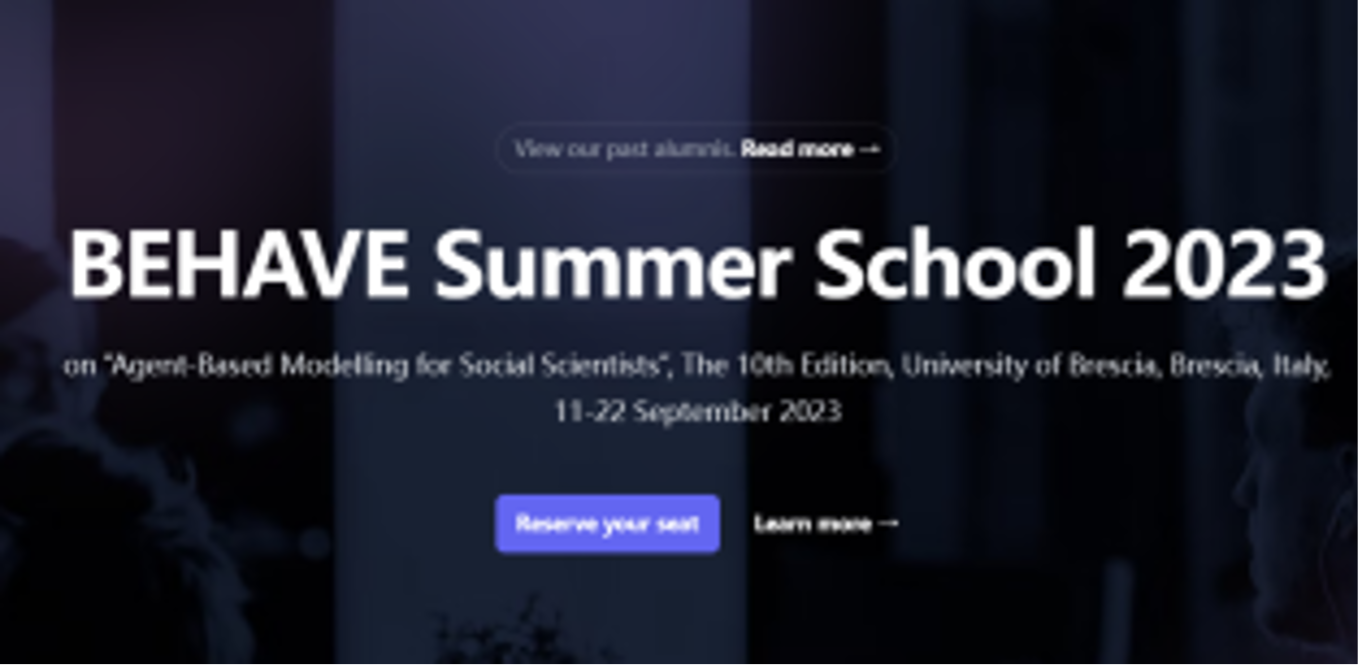 View our past alumnis. Read more →
BEHAVE Summer School 2023
on "Agent-Based Modelling for Social Scientists", The 10th Edition, University of Brescia, Brescia, Italy,
11-22 September 2023
Reserve your seat Learn more →